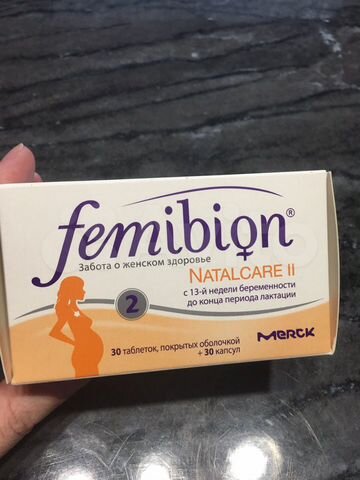 femibion®
Забота о женском здоровье
NATALCARE II
с 13-й недели беременности
до конца периода лактации
2
MERCK
30 таблеток, покрытых оболочкой
+ 30 капсул